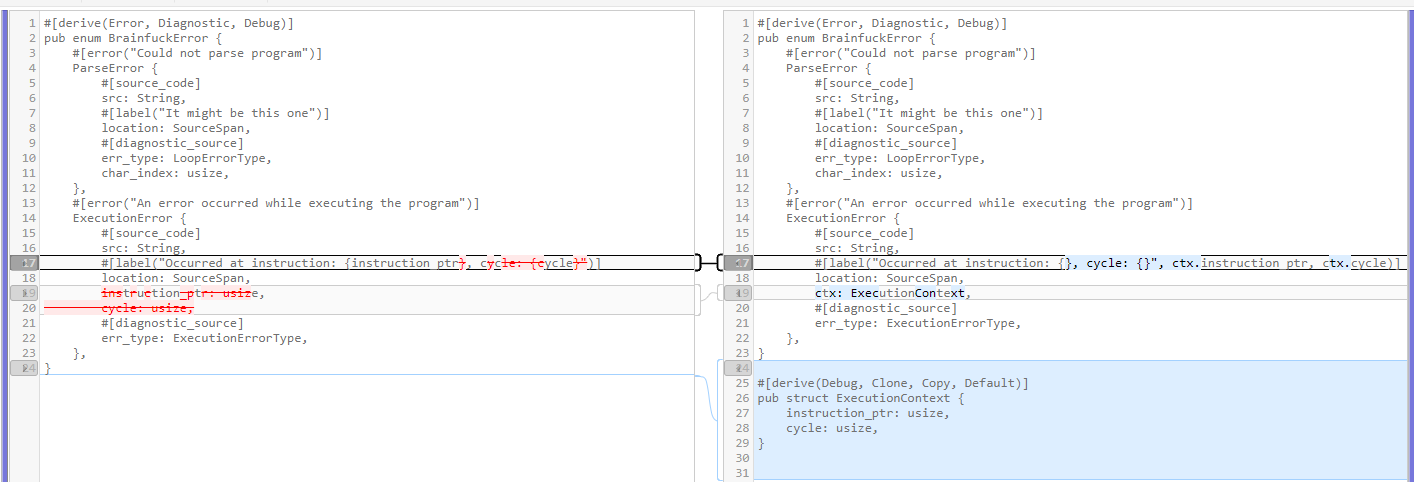 1 #[derive(Error, Diagnostic, Debug)]
2 pub enum BrainfuckError {
3     #[error("Could not parse program")]
4     ParseError {
5         #[source_code]
6         src: String,
7         #[label("It might be this one")]
8         location: SourceSpan,
9         #[diagnostic_source]
10         err_type: LoopErrorType,
11         char_index: usize,
12     },
13     #[error("An error occurred while executing the program")]
14     ExecutionError {
15         #[source_code]
16         src: String,
17         #[label("Occurred at instruction: {instruction_ptr}, cycle: {cycle}")]
18         location: SourceSpan,
19         instruction_ptr: usize,
20         cycle: usize,
21         #[diagnostic_source]
22         err_type: ExecutionErrorType,
23     },
24 }
1 #[derive(Error, Diagnostic, Debug)]
2 pub enum BrainfuckError {
3     #[error("Could not parse program")]
4     ParseError {
5         #[source_code]
6         src: String,
7         #[label("It might be this one")]
8         location: SourceSpan,
9         #[diagnostic_source]
10         err_type: LoopErrorType,
11         char_index: usize,
12     },
13     #[error("An error occurred while executing the program")]
14     ExecutionError {
15         #[source_code]
16         src: String,
17         #[label("Occurred at instruction: {}, cycle: {}", ctx.instruction_ptr, ctx.cycle)]
18         location: SourceSpan,
19         ctx: ExecutionContext,
20         #[diagnostic_source]
21         err_type: ExecutionErrorType,
22     },
23 }
24
25 #[derive(Debug, Clone, Copy, Default)]
26 pub struct ExecutionContext {
27     instruction_ptr: usize,
28     cycle: usize,
29 }
30
31